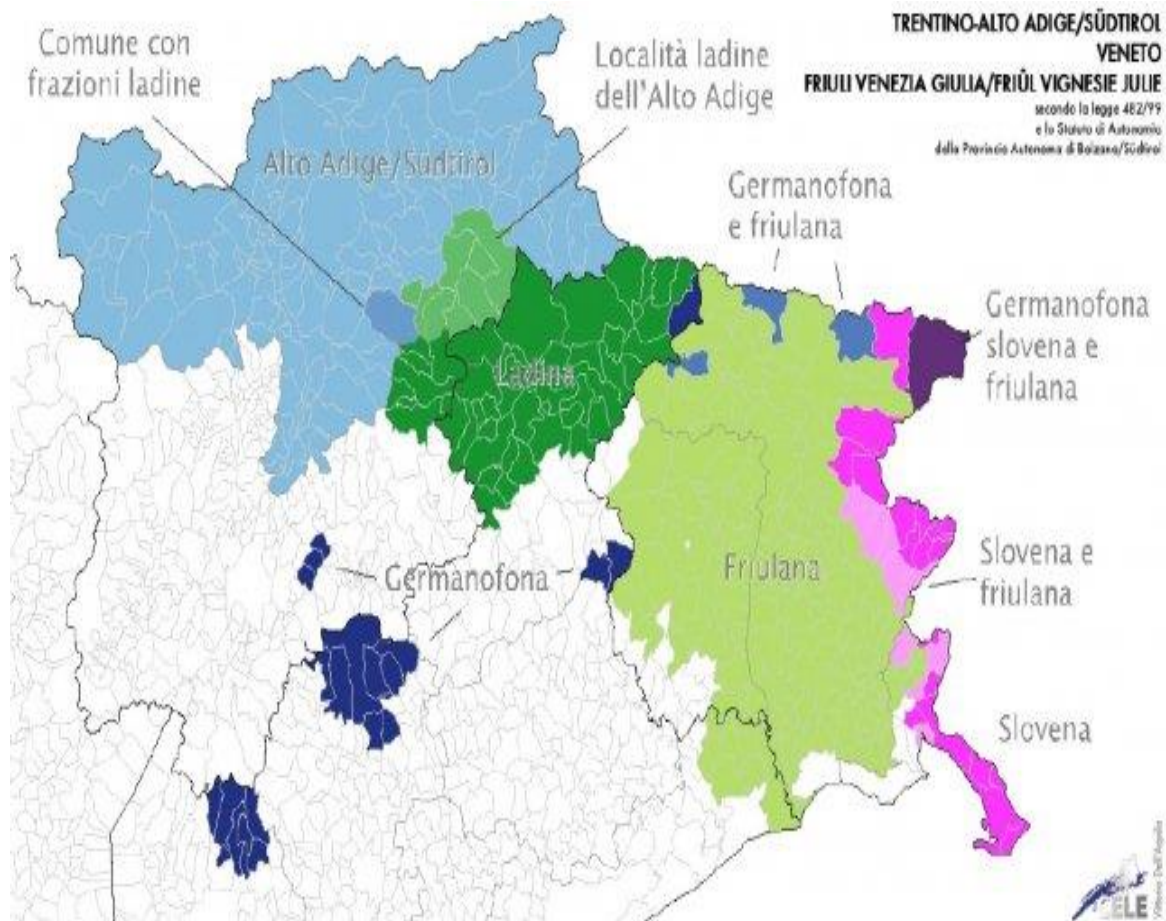 TRENTINO-ALTO ADIGE/SÜDTIROL
VENETO
FRIULI VENEZIA GIULIA/FRIÛL VIGNESIE JULIE
secondo la legge 482/99
e lo Statuto di Autonomia
della Provincia Autonoma di Bolzano/Südtirol
Comune con
frazioni ladine
Località ladine
dell'Alto Adige
Alto Adige/Südtirol
Germanofona
e friulana
Germanofona
slovena e
friulana
Ladina
Germanofona
Friulana
Slovena e
friulana
Slovena